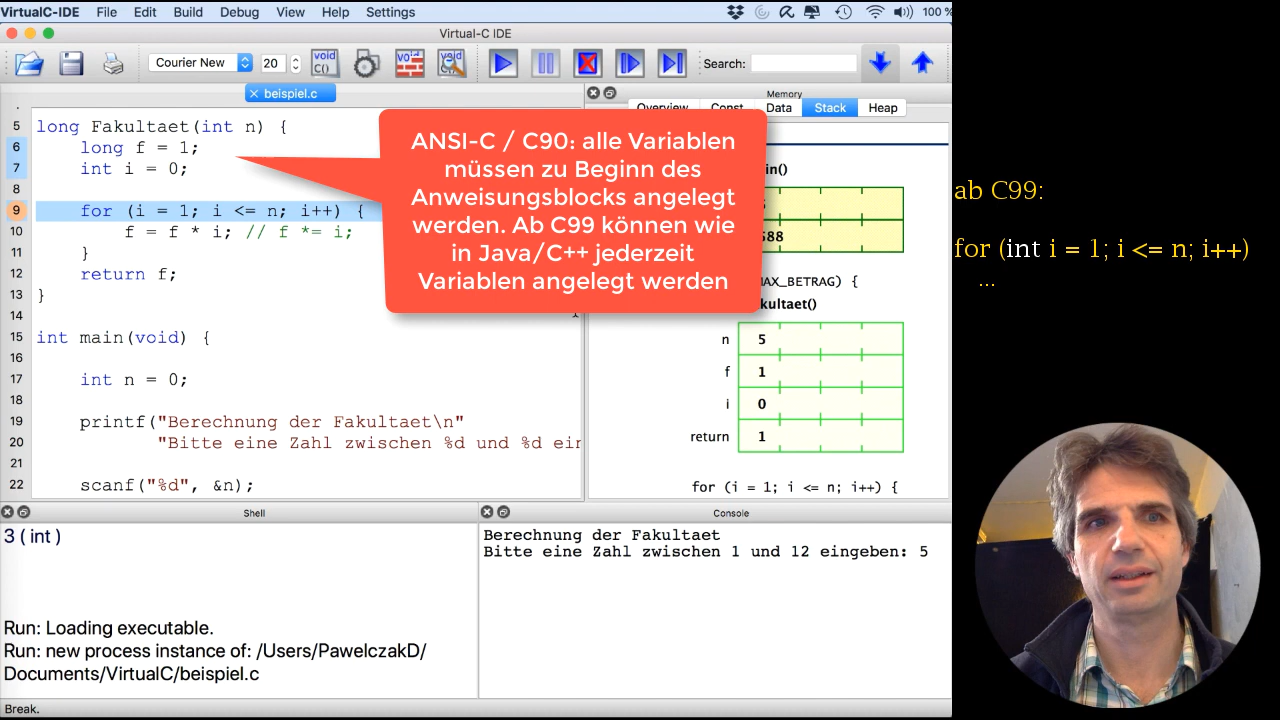 VirtualC-IDE File Edit Build Debug View Help Settings 100 %
Virtual-C IDE
Courier New 20 void C() Search:
beispiel.c
Memory
Overview Const Data Stack Heap
5 long Fakultaet(int n) {
6 long f = 1;
7 int i = 0;
8
9 for (i = 1; i <= n; i++) {
10 f = f * i; // f *= i;
11 }
12 return f;
13 }
14
15 int main(void) {
16
17 int n = 0;
18
19 printf("Berechnung der Fakultaet\n"
20 "Bitte eine Zahl zwischen %d und %d ein
21
22 scanf("%d", &n);
ANSI-C / C90: alle Variablen
müssen zu Beginn des
Anweisungsblocks angelegt
werden. Ab C99 können wie
in Java/C++ jederzeit
Variablen angelegt werden
in()
588
MAX_BETRAG) {
kultaet()
n 5
f 1
i 0
return 1
for (i = 1; i <= n; i++) {
ab C99:
for (int i = 1; i <= n; i++)
...
Shell
3 ( int )
Run: Loading executable.
Run: new process instance of: /Users/PawelczakD/
Documents/VirtualC/beispiel.c
Console
Berechnung der Fakultaet
Bitte eine Zahl zwischen 1 und 12 eingeben: 5
Break.